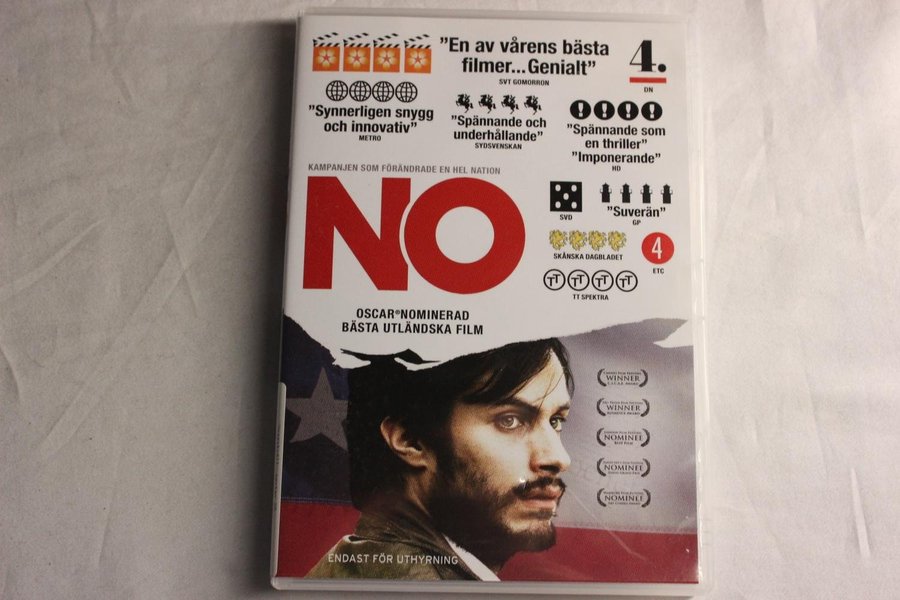 ”En av vårens bästa
filmer...Genialt”
SVT GOMORRON
4.
DN
”Synnerligen snygg
och innovativ”
METRO
”Spännande och
underhållande”
SYDSVENSKAN
”Spännande som
en thriller”
”Imponerande”
HD
KAMPANJEN SOM FÖRÄNDRADE EN HEL NATION
NO
SVD
”Suverän”
GP
SKÅNSKA DAGBLADET
4
ETC
TT TT TT TT
TT SPEKTRA
OSCAR®NOMINERAD
BÄSTA UTLÄNDSKA FILM
WINNER
WINNER
NOMINEE
BEST FILM
NOMINEE
NOMINEE
ENDAST FÖR UTHYRNING